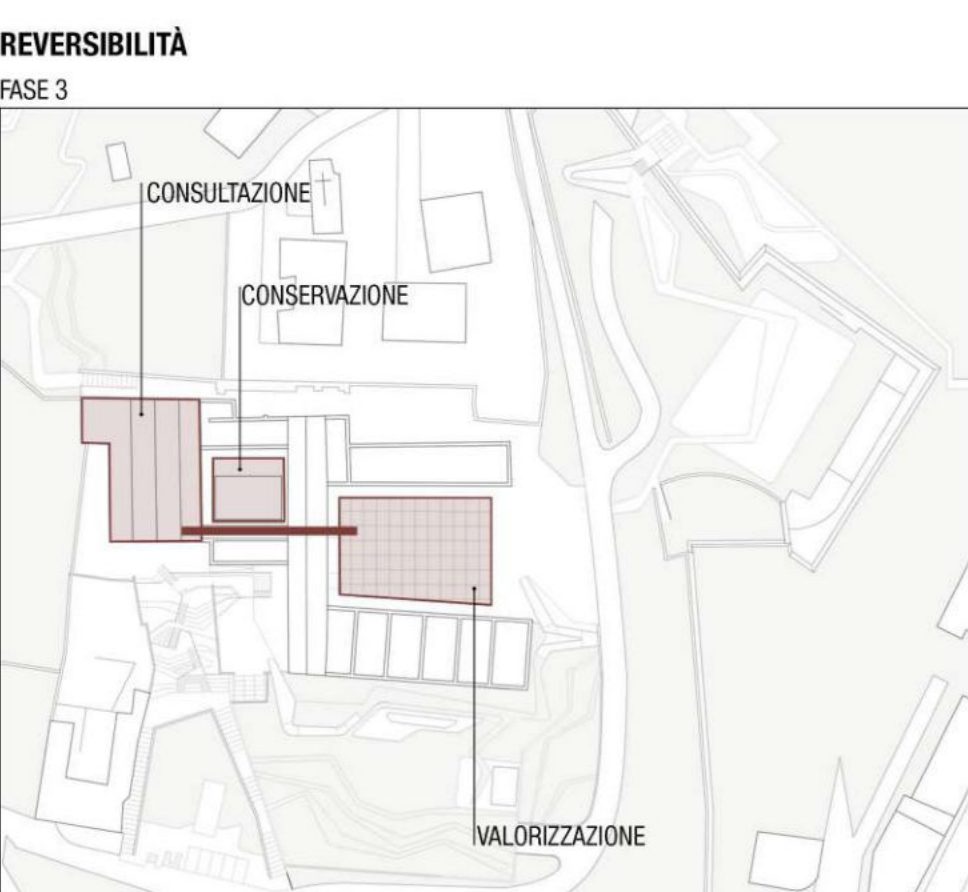 REVERSIBILITÀ
FASE 3
CONSULTAZIONE
CONSERVAZIONE
VALORIZZAZIONE